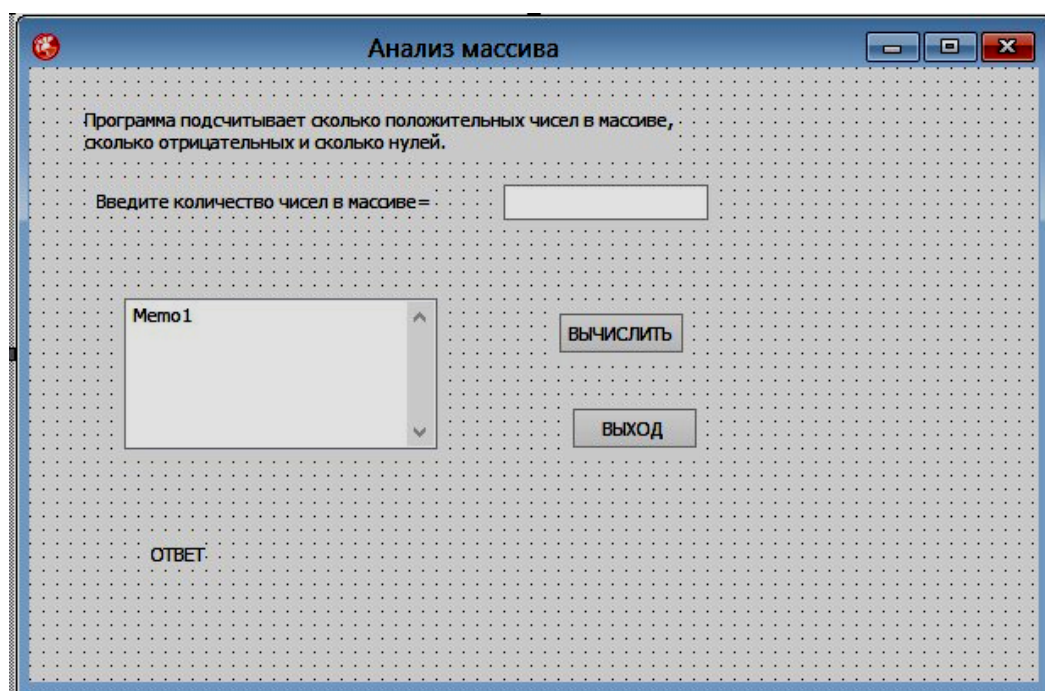 Анализ массива
Программа подсчитывает сколько положительных чисел в массиве,
сколько отрицательных и сколько нулей.
Введите количество чисел в массиве=
Memo1
ВЫЧИСЛИТЬ
ВЫХОД
ОТВЕТ